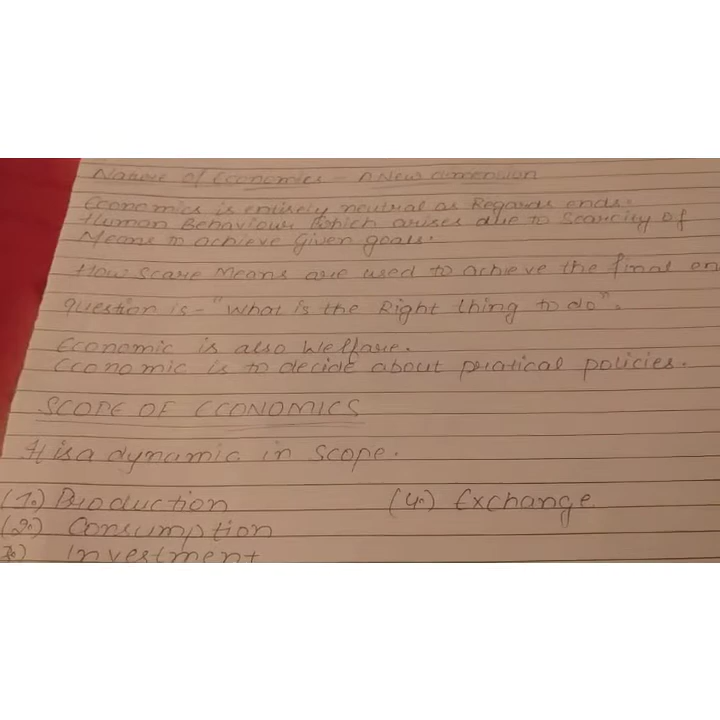 Nature of Economics - A New dimension
Economics is entirely neutral as Regards ends.
Human Behaviour Which arises due to Scarcity of
Means to achieve Given goals.
How scare Means are used to achieve the final en
question is - "What is the Right thing to do".
Economic is also Welfare.
Economic is to decide about pratical policies.
SCOPE OF ECONOMICS
It is a dynamic in scope.
(1.) Production (4.) Exchange
(2.) Consumption
3.) Investment